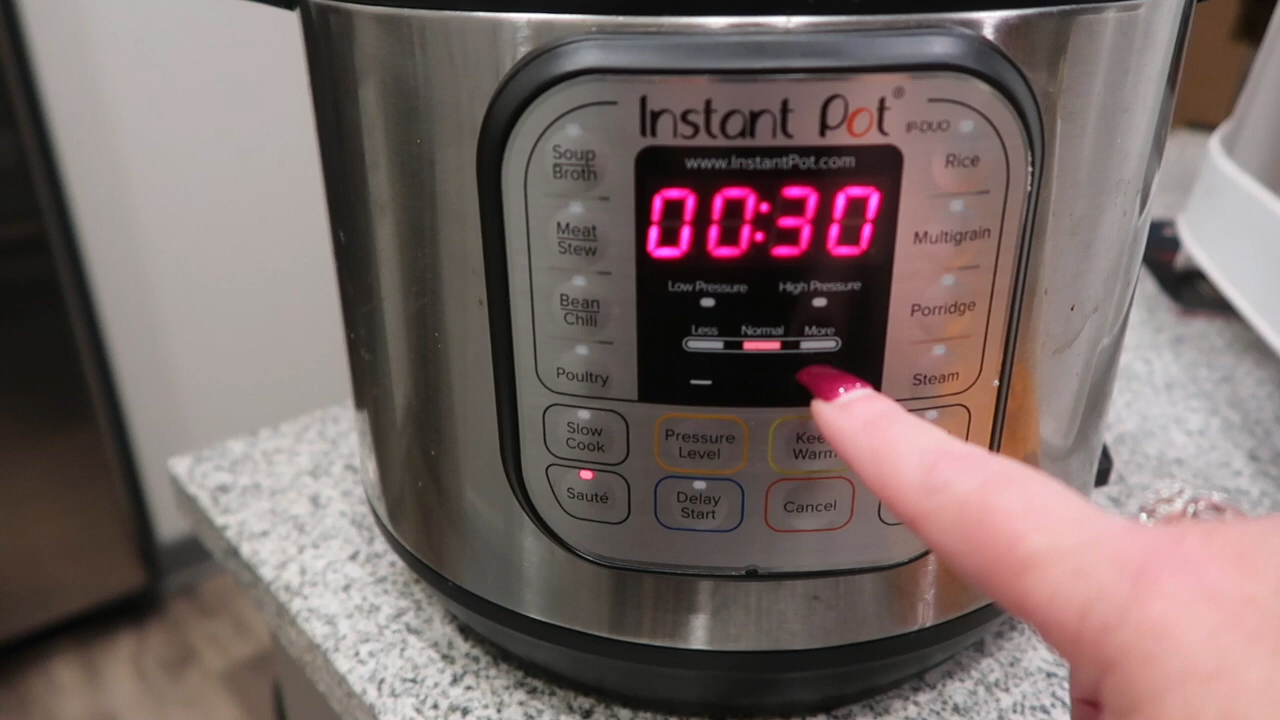 Instant Pot®
IP-DUO
www.InstantPot.com
00:30
Low Pressure
High Pressure
Less
Normal
More
Soup
Broth
Meat
Stew
Bean
Chili
Poultry
Rice
Multigrain
Porridge
Steam
Slow
Cook
Pressure
Level
Warm
Sauté
Delay
Start
Cancel